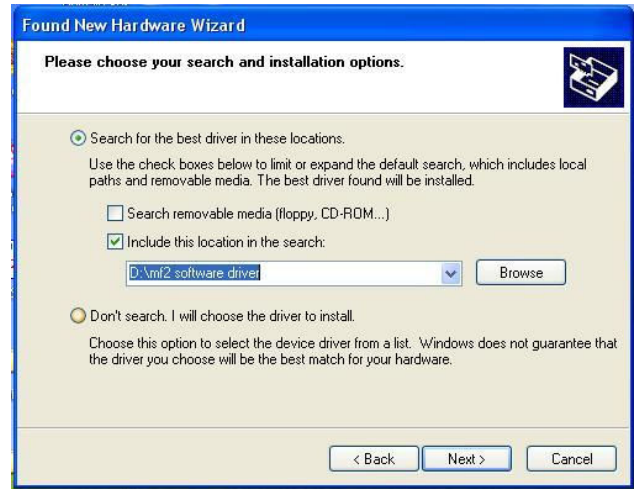 Found New Hardware Wizard
Please choose your search and installation options.
Search for the best driver in these locations.
Use the check boxes below to limit or expand the default search, which includes local
paths and removable media. The best driver found will be installed.
Search removable media (floppy, CD-ROM...)
Include this location in the search:
D:\mf2 software driver
Browse
Don't search. I will choose the driver to install.
Choose this option to select the device driver from a list. Windows does not guarantee that
the driver you choose will be the best match for your hardware.
< Back
Next >
Cancel